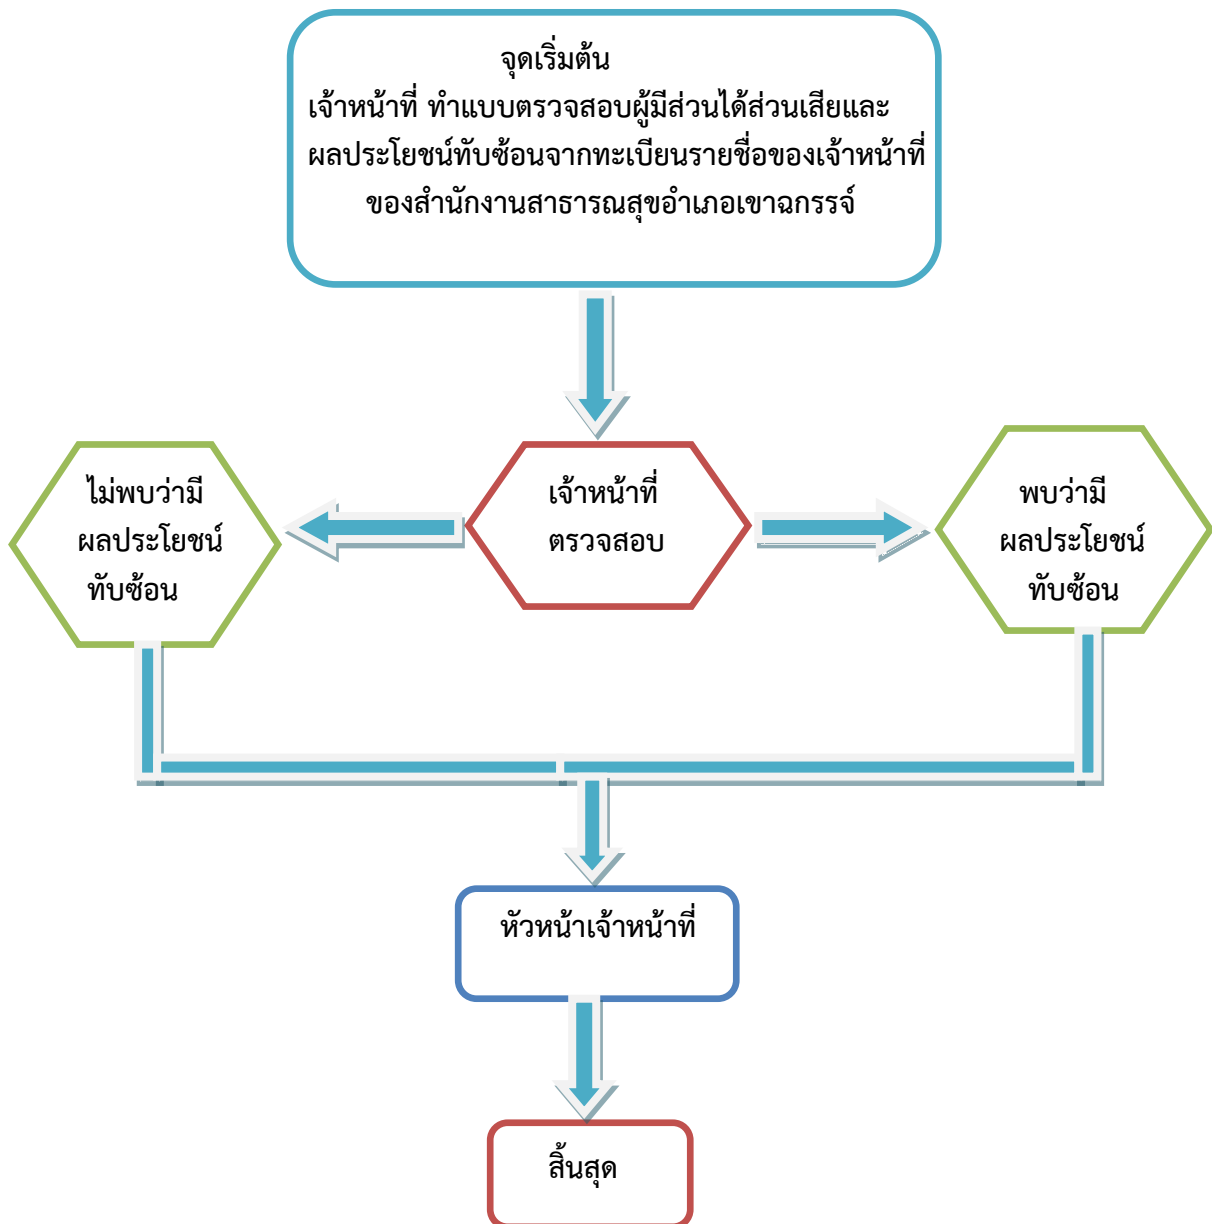 จุดเริ่มต้น
เจ้าหน้าที่ ทำแบบตรวจสอบผู้มีส่วนได้ส่วนเสียและ
ผลประโยชน์ทับซ้อนจากทะเบียนรายชื่อของเจ้าหน้าที่
ของสำนักงานสาธารณสุขอำเภอเขาฉกรรจ์
ไม่พบว่ามี
ผลประโยชน์
ทับซ้อน
เจ้าหน้าที่
ตรวจสอบ
พบว่ามี
ผลประโยชน์
ทับซ้อน
หัวหน้าเจ้าหน้าที่
สิ้นสุด